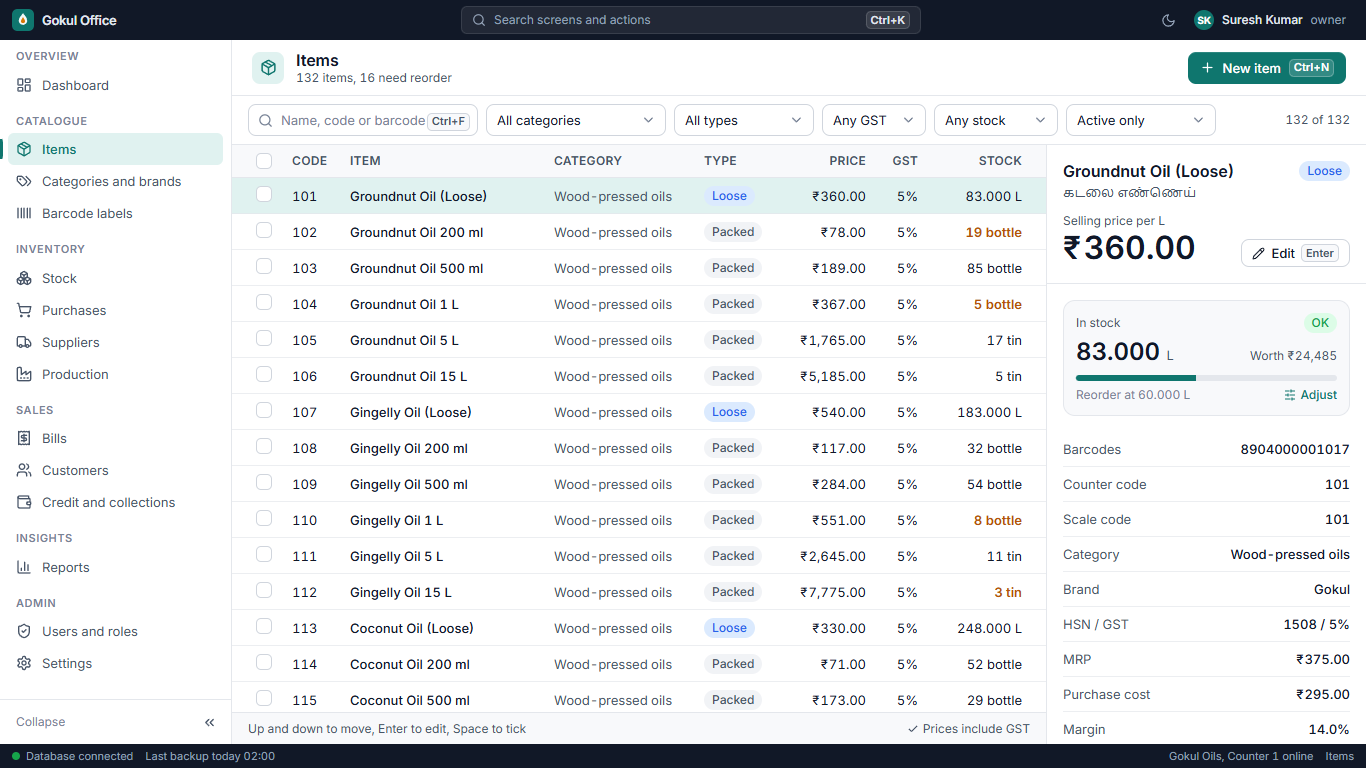 Gokul Office
Search screens and actions Ctrl+K
SK Suresh Kumar owner
OVERVIEW
Dashboard
CATALOGUE
Items
Categories and brands
Barcode labels
INVENTORY
Stock
Purchases
Suppliers
Production
SALES
Bills
Customers
Credit and collections
INSIGHTS
Reports
ADMIN
Users and roles
Settings
Collapse
Items
132 items, 16 need reorder
New item Ctrl+N
Name, code or barcode Ctrl+F All categories All types Any GST Any stock Active only 132 of 132
CODE ITEM CATEGORY TYPE PRICE GST STOCK
101 Groundnut Oil (Loose) Wood-pressed oils Loose ₹360.00 5% 83.000 L
102 Groundnut Oil 200 ml Wood-pressed oils Packed ₹78.00 5% 19 bottle
103 Groundnut Oil 500 ml Wood-pressed oils Packed ₹189.00 5% 85 bottle
104 Groundnut Oil 1 L Wood-pressed oils Packed ₹367.00 5% 5 bottle
105 Groundnut Oil 5 L Wood-pressed oils Packed ₹1,765.00 5% 17 tin
106 Groundnut Oil 15 L Wood-pressed oils Packed ₹5,185.00 5% 5 tin
107 Gingelly Oil (Loose) Wood-pressed oils Loose ₹540.00 5% 183.000 L
108 Gingelly Oil 200 ml Wood-pressed oils Packed ₹117.00 5% 32 bottle
109 Gingelly Oil 500 ml Wood-pressed oils Packed ₹284.00 5% 54 bottle
110 Gingelly Oil 1 L Wood-pressed oils Packed ₹551.00 5% 8 bottle
111 Gingelly Oil 5 L Wood-pressed oils Packed ₹2,645.00 5% 11 tin
112 Gingelly Oil 15 L Wood-pressed oils Packed ₹7,775.00 5% 3 tin
113 Coconut Oil (Loose) Wood-pressed oils Loose ₹330.00 5% 248.000 L
114 Coconut Oil 200 ml Wood-pressed oils Packed ₹71.00 5% 52 bottle
115 Coconut Oil 500 ml Wood-pressed oils Packed ₹173.00 5% 29 bottle
Up and down to move, Enter to edit, Space to tick Prices include GST
Groundnut Oil (Loose) Loose
கடலை எண்ணெய்
Selling price per L
₹360.00 Edit Enter
In stock OK
83.000 L Worth ₹24,485
Reorder at 60.000 L Adjust
Barcodes 8904000001017
Counter code 101
Scale code 101
Category Wood-pressed oils
Brand Gokul
HSN / GST 1508 / 5%
MRP ₹375.00
Purchase cost ₹295.00
Margin 14.0%
Database connected Last backup today 02:00 Gokul Oils, Counter 1 online Items